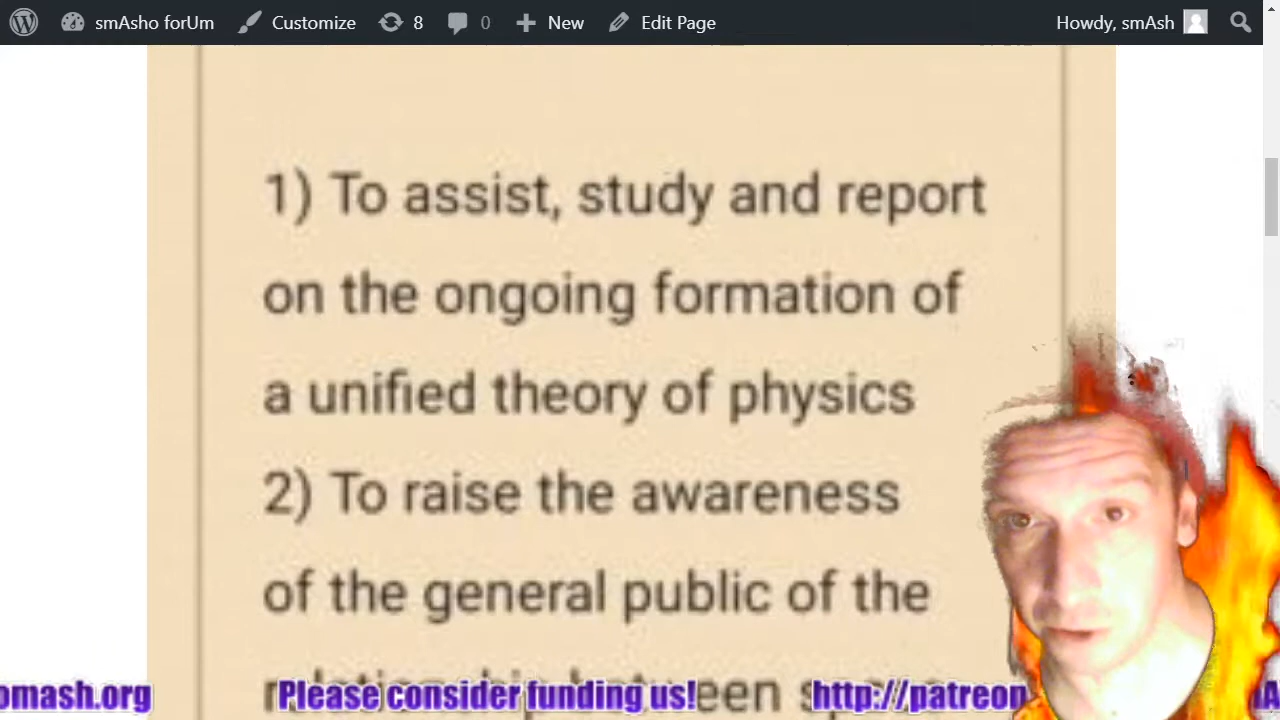 smAsho forUm Customize 8 0 New Edit Page Howdy, smAsh
1) To assist, study and report
on the ongoing formation of
a unified theory of physics
2) To raise the awareness
of the general public of the
omash.org Please consider funding us! http://patreon